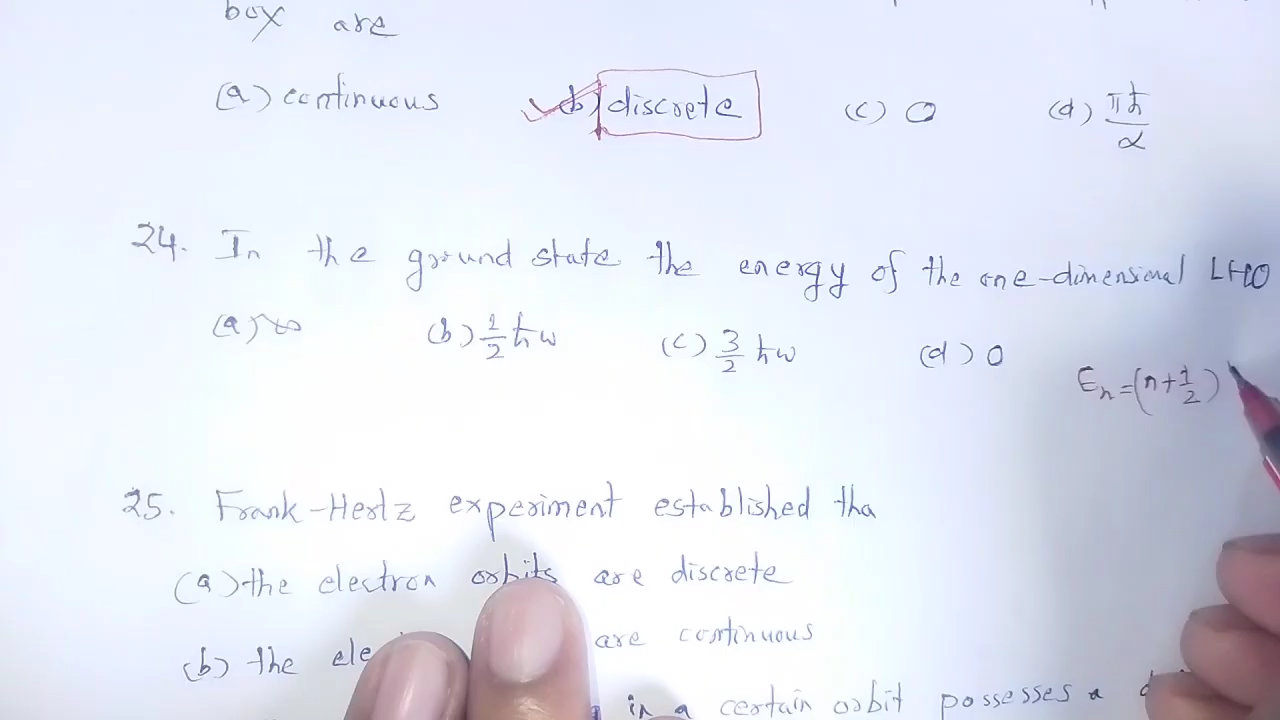 box are
(a) continuous (b) discrete (c) 0 (d) πħ/α
24. In the ground state the energy of the one-dimensional LHO
(a) ∞ (b) 1/2 ħω (c) 3/2 ħω (d) 0
En=(n+1/2)
25. Frank-Hertz experiment established tha
(a) the electron orbits are discrete
(b) the ele are continuous
in a certain orbit possesses a